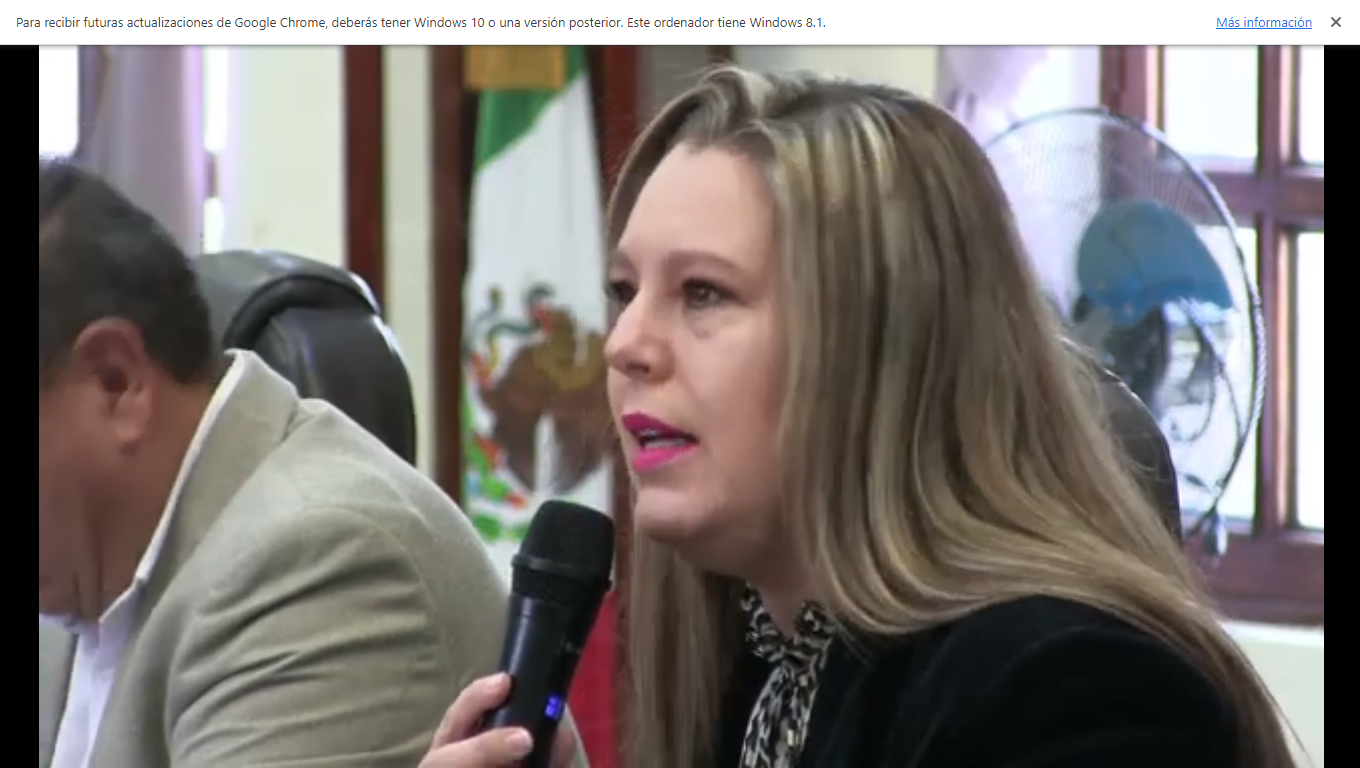 Para recibir futuras actualizaciones de Google Chrome, deberás tener Windows 10 o una versión posterior. Este ordenador tiene Windows 8.1. Más información